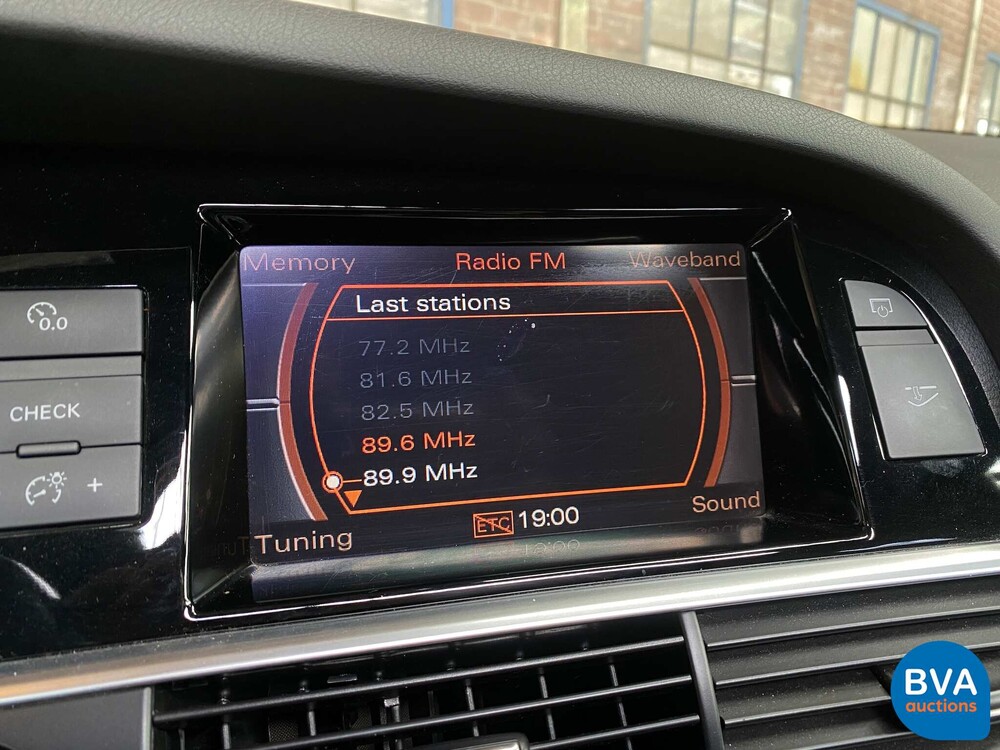 Memory Radio FM Waveband
Last stations
77.2 MHz
81.6 MHz
82.5 MHz
89.6 MHz
89.9 MHz
Tuning ETC 19:00 Sound
0.0
CHECK
+
BVA
auctions